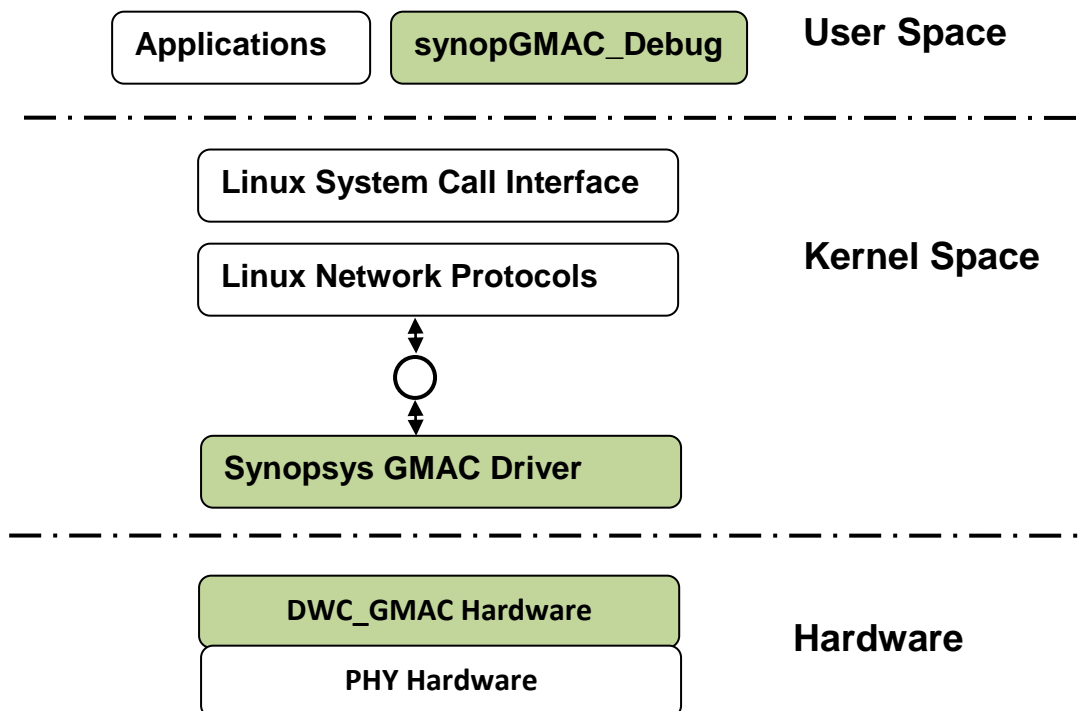 Applications
synopGMAC_Debug
User Space
Linux System Call Interface
Linux Network Protocols
Kernel Space
Synopsys GMAC Driver
DWC_GMAC Hardware
Hardware
PHY Hardware